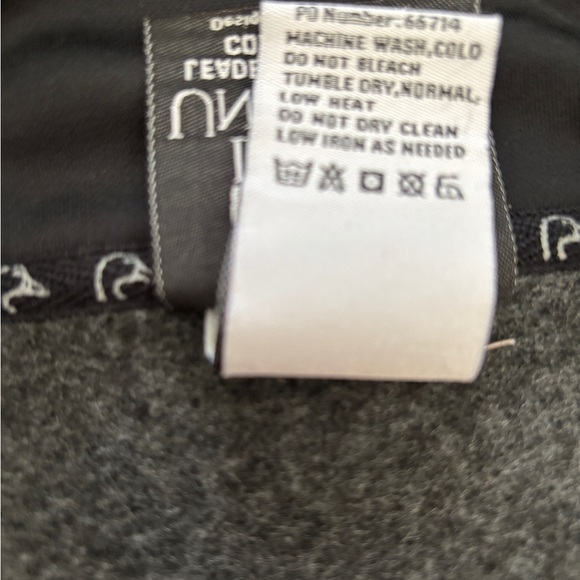 PO Number:65714
MACHINE WASH,COLD
DO NOT BLEACH
TUMBLE DRY,NORMAL,
LOW HEAT
DO NOT DRY CLEAN
LOW IRON AS NEEDED